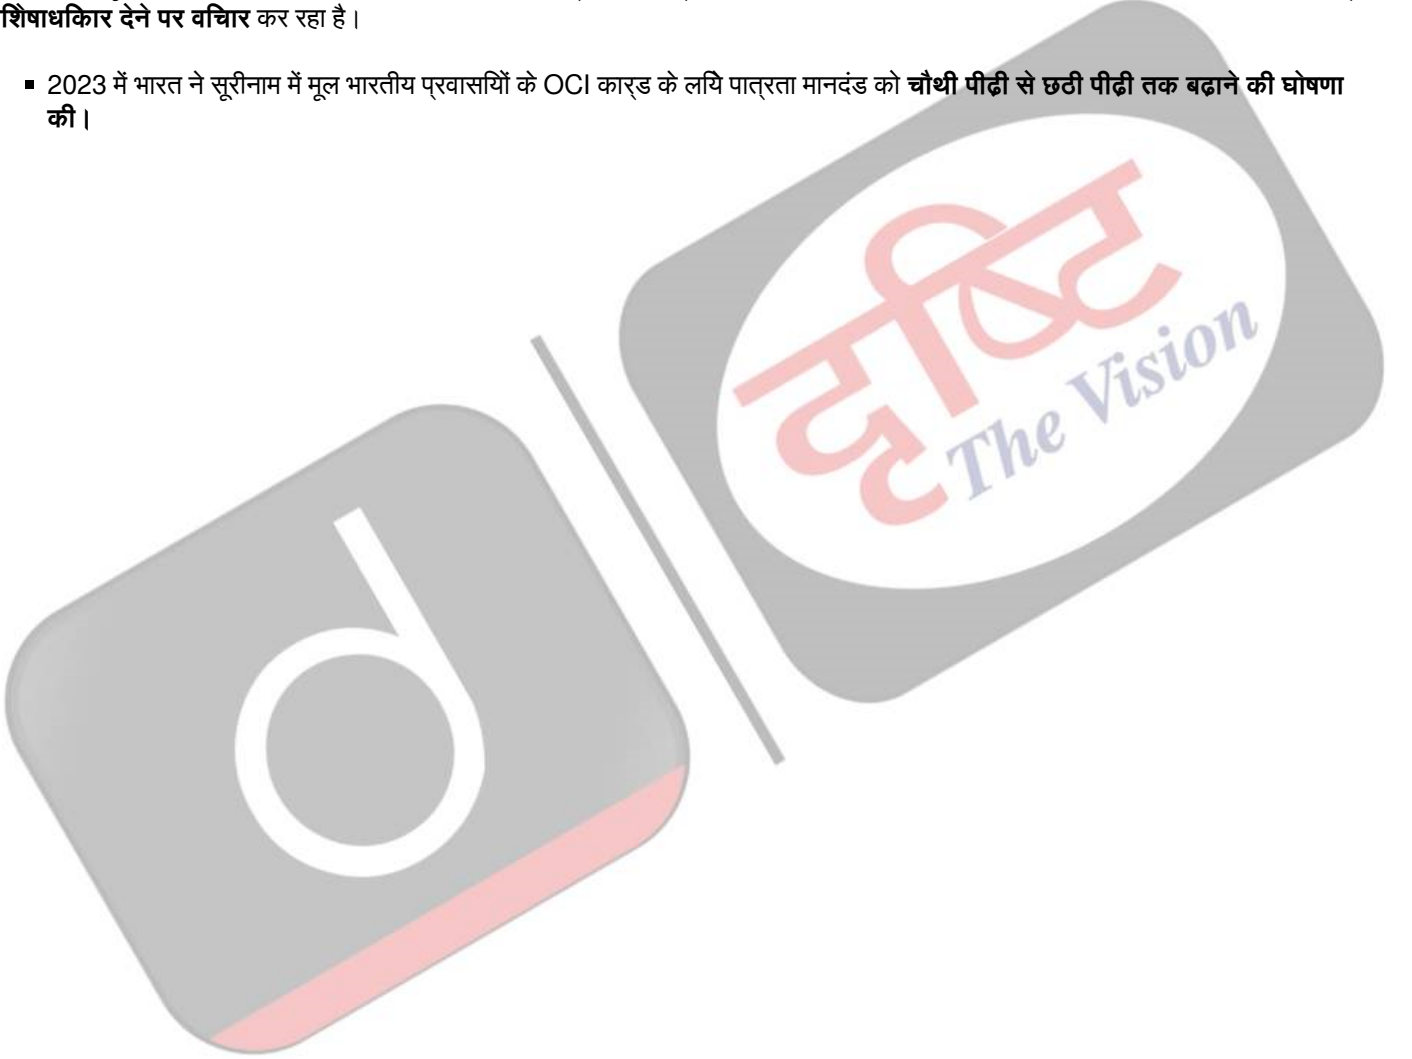 शेषाधिकार देने पर विचार कर रहा है।
▪ 2023 में भारत ने सूरीनाम में मूल भारतीय प्रवासियों के OCI कार्ड के लिये पात्रता मानदंड को चौथी पीढ़ी से छठी पीढ़ी तक बढ़ाने की घोषणा
की।
दृष्टि
The Vision
d